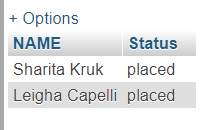 + Options
NAME Status
Sharita Kruk placed
Leigha Capelli placed